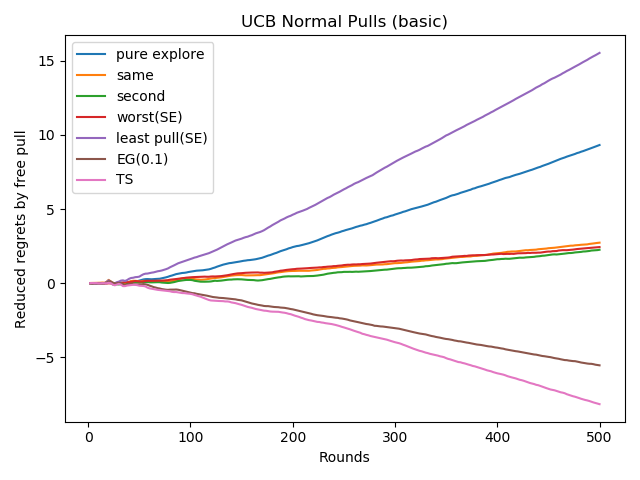 UCB Normal Pulls (basic)
pure explore
same
second
worst(SE)
least pull(SE)
EG(0.1)
TS
Reduced regrets by free pull
15
10
5
0
−5
0 100 200 300 400 500
Rounds